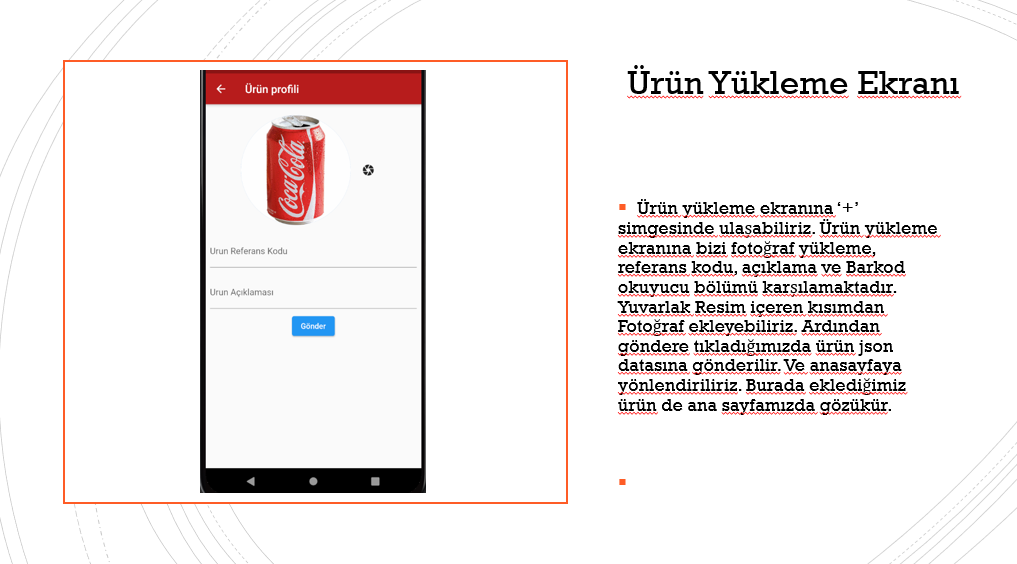 Ürün Yükleme Ekranı
Ürün profili
Coca-Cola
Urun Referans Kodu
Urun Açıklaması
Gönder
Ürün yükleme ekranına ‘+’
simgesinde ulaşabiliriz. Ürün yükleme
ekranına bizi fotoğraf yükleme,
referans kodu, açıklama ve Barkod
okuyucu bölümü karşılamaktadır.
Yuvarlak Resim içeren kısımdan
Fotoğraf ekleyebiliriz. Ardından
göndere tıkladığımızda ürün json
datasına gönderilir. Ve anasayfaya
yönlendiriliriz. Burada eklediğimiz
ürün de ana sayfamızda gözükür.